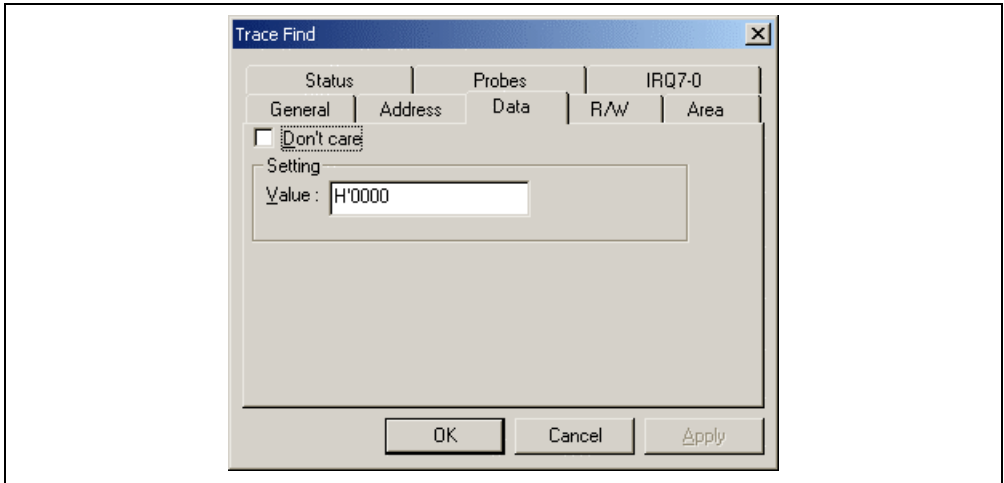 Trace Find
Status Probes IRQ7-0
General Address Data R/W Area
Don't care
Setting
Value : H'0000
OK Cancel Apply